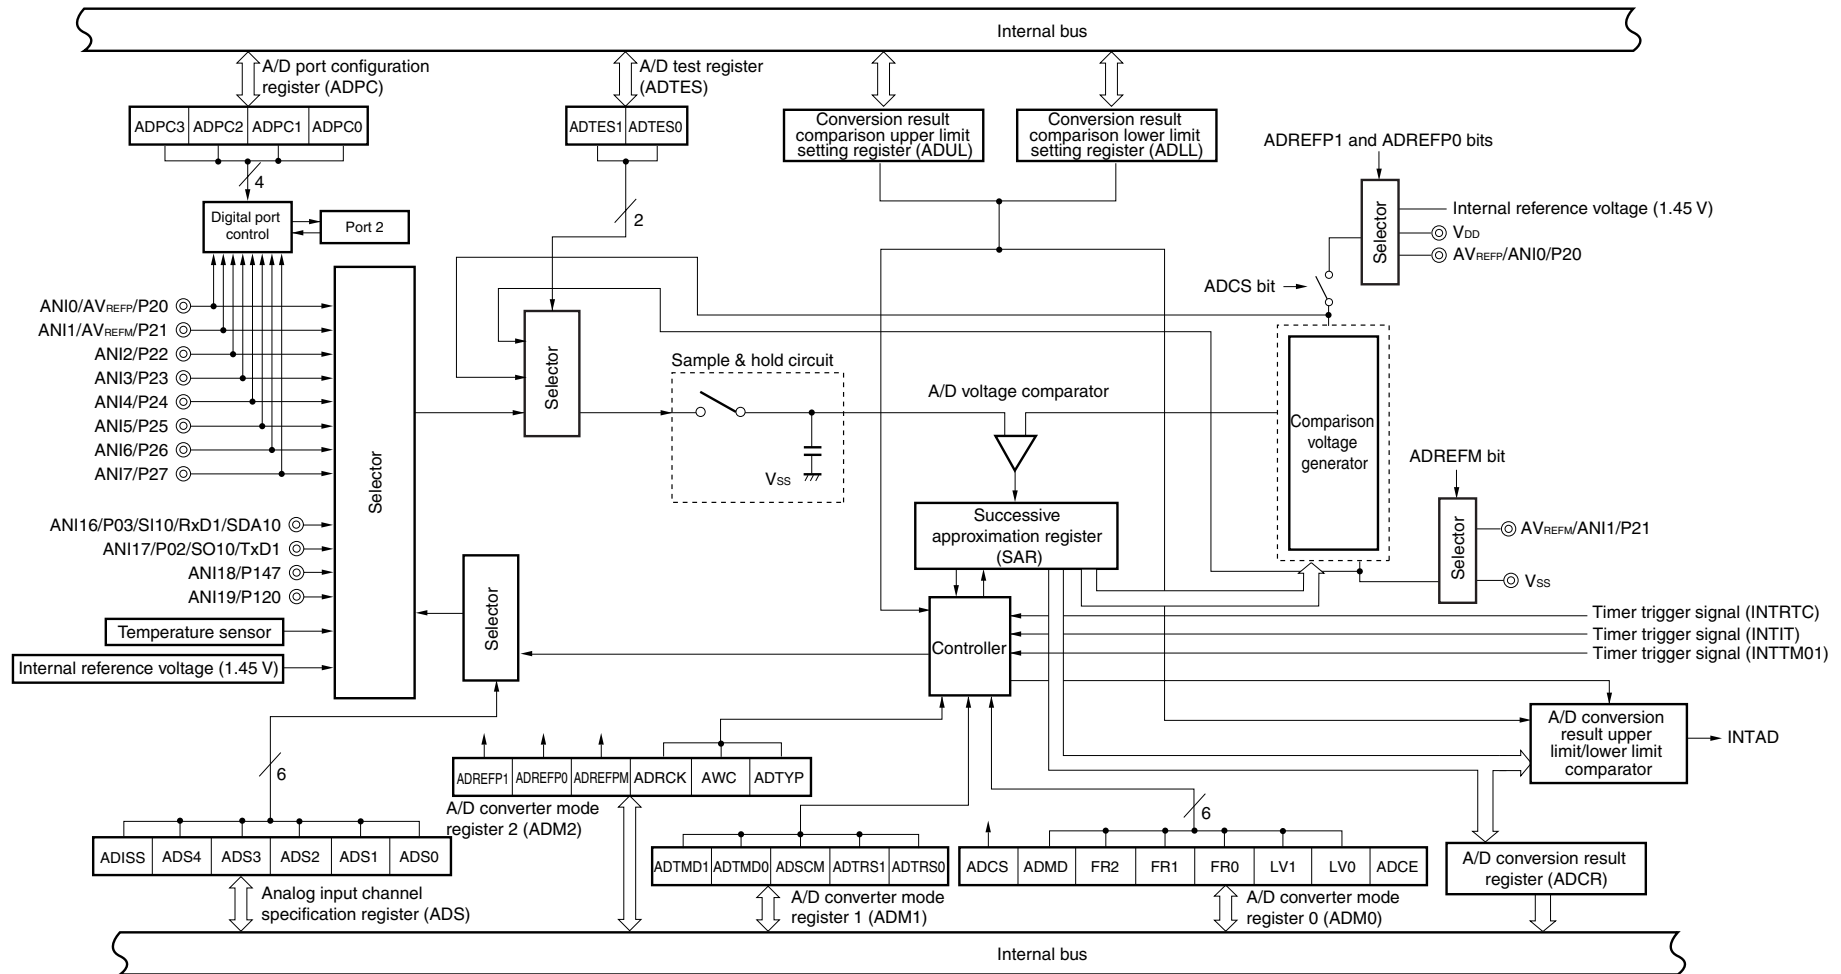 Internal bus
A/D port configuration
register (ADPC)
A/D test register
(ADTES)
ADPC3 ADPC2 ADPC1 ADPC0
ADTES1 ADTES0
Conversion result
comparison upper limit
setting register (ADUL)
Conversion result
comparison lower limit
setting register (ADLL)
ADREFP1 and ADREFP0 bits
4
2
Digital port
control
Port 2
Selector
Internal reference voltage (1.45 V)
VDD
AVREFP/ANI0/P20
ADCS bit
ANI0/AVREFP/P20
ANI1/AVREFM/P21
ANI2/P22
ANI3/P23
ANI4/P24
ANI5/P25
ANI6/P26
ANI7/P27
Selector
Selector
Sample & hold circuit
VSS
A/D voltage comparator
Comparison
voltage
generator
ADREFM bit
Selector
AVREFM/ANI1/P21
VSS
ANI16/P03/SI10/RxD1/SDA10
ANI17/P02/SO10/TxD1
ANI18/P147
ANI19/P120
Temperature sensor
Internal reference voltage (1.45 V)
Selector
Successive
approximation register
(SAR)
Controller
Timer trigger signal (INTRTC)
Timer trigger signal (INTIT)
Timer trigger signal (INTTM01)
A/D conversion
result upper
limit/lower limit
comparator
INTAD
6
ADREFP1 ADREFP0 ADREFPM ADRCK AWC ADTYP
A/D converter mode
register 2 (ADM2)
6
ADISS ADS4 ADS3 ADS2 ADS1 ADS0
Analog input channel
specification register (ADS)
ADTMD1 ADTMD0 ADSCM ADTRS1 ADTRS0
A/D converter mode
register 1 (ADM1)
ADCS ADMD FR2 FR1 FR0 LV1 LV0 ADCE
A/D converter mode
register 0 (ADM0)
A/D conversion result
register (ADCR)
Internal bus